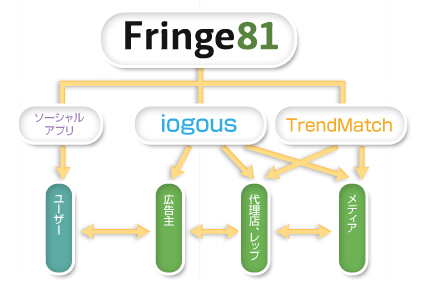 Fringe81
ソーシャル
アプリ
iogous
TrendMatch
ユーザー
広告主
代理店、レップ
メディア